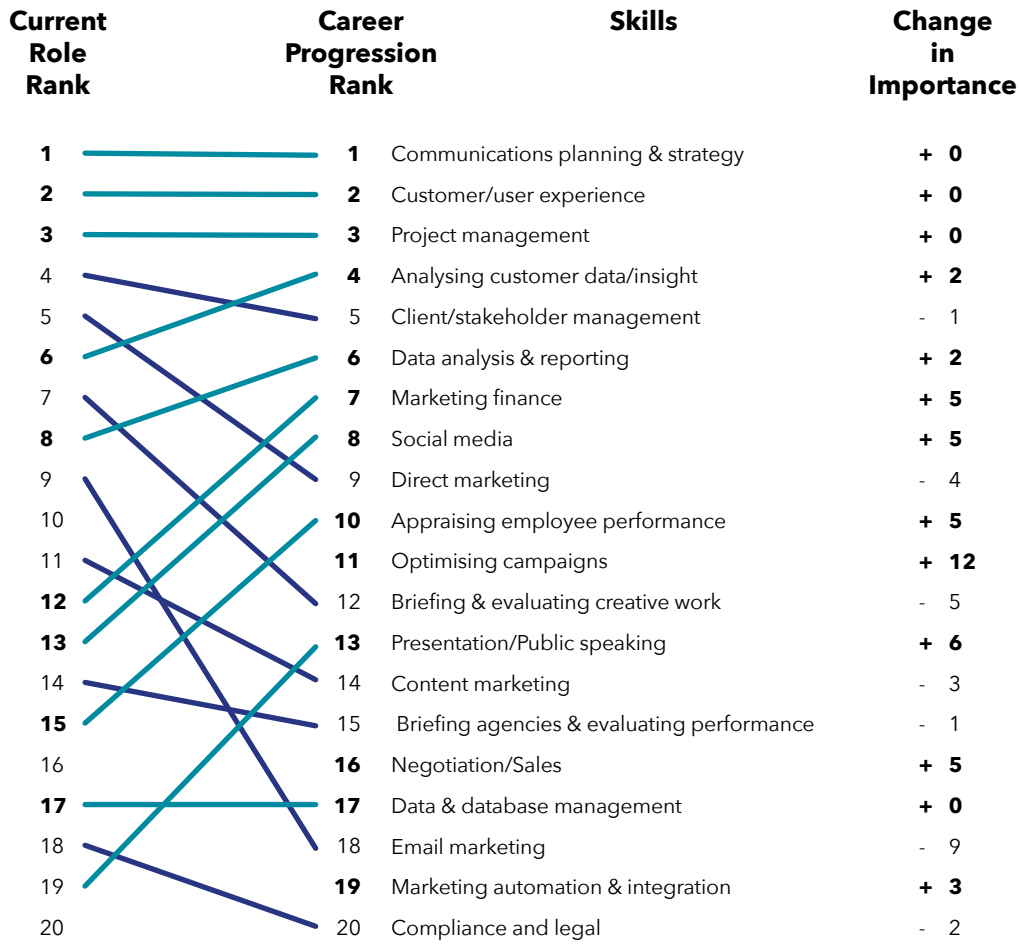 Current Role Rank
Career Progression Rank
Skills
Change in Importance
1 1 Communications planning & strategy + 0
2 2 Customer/user experience + 0
3 3 Project management + 0
4 4 Analysing customer data/insight + 2
5 5 Client/stakeholder management - 1
6 6 Data analysis & reporting + 2
7 7 Marketing finance + 5
8 8 Social media + 5
9 9 Direct marketing - 4
10 10 Appraising employee performance + 5
11 11 Optimising campaigns + 12
12 12 Briefing & evaluating creative work - 5
13 13 Presentation/Public speaking + 6
14 14 Content marketing - 3
15 15 Briefing agencies & evaluating performance - 1
16 16 Negotiation/Sales + 5
17 17 Data & database management + 0
18 18 Email marketing - 9
19 19 Marketing automation & integration + 3
20 20 Compliance and legal - 2